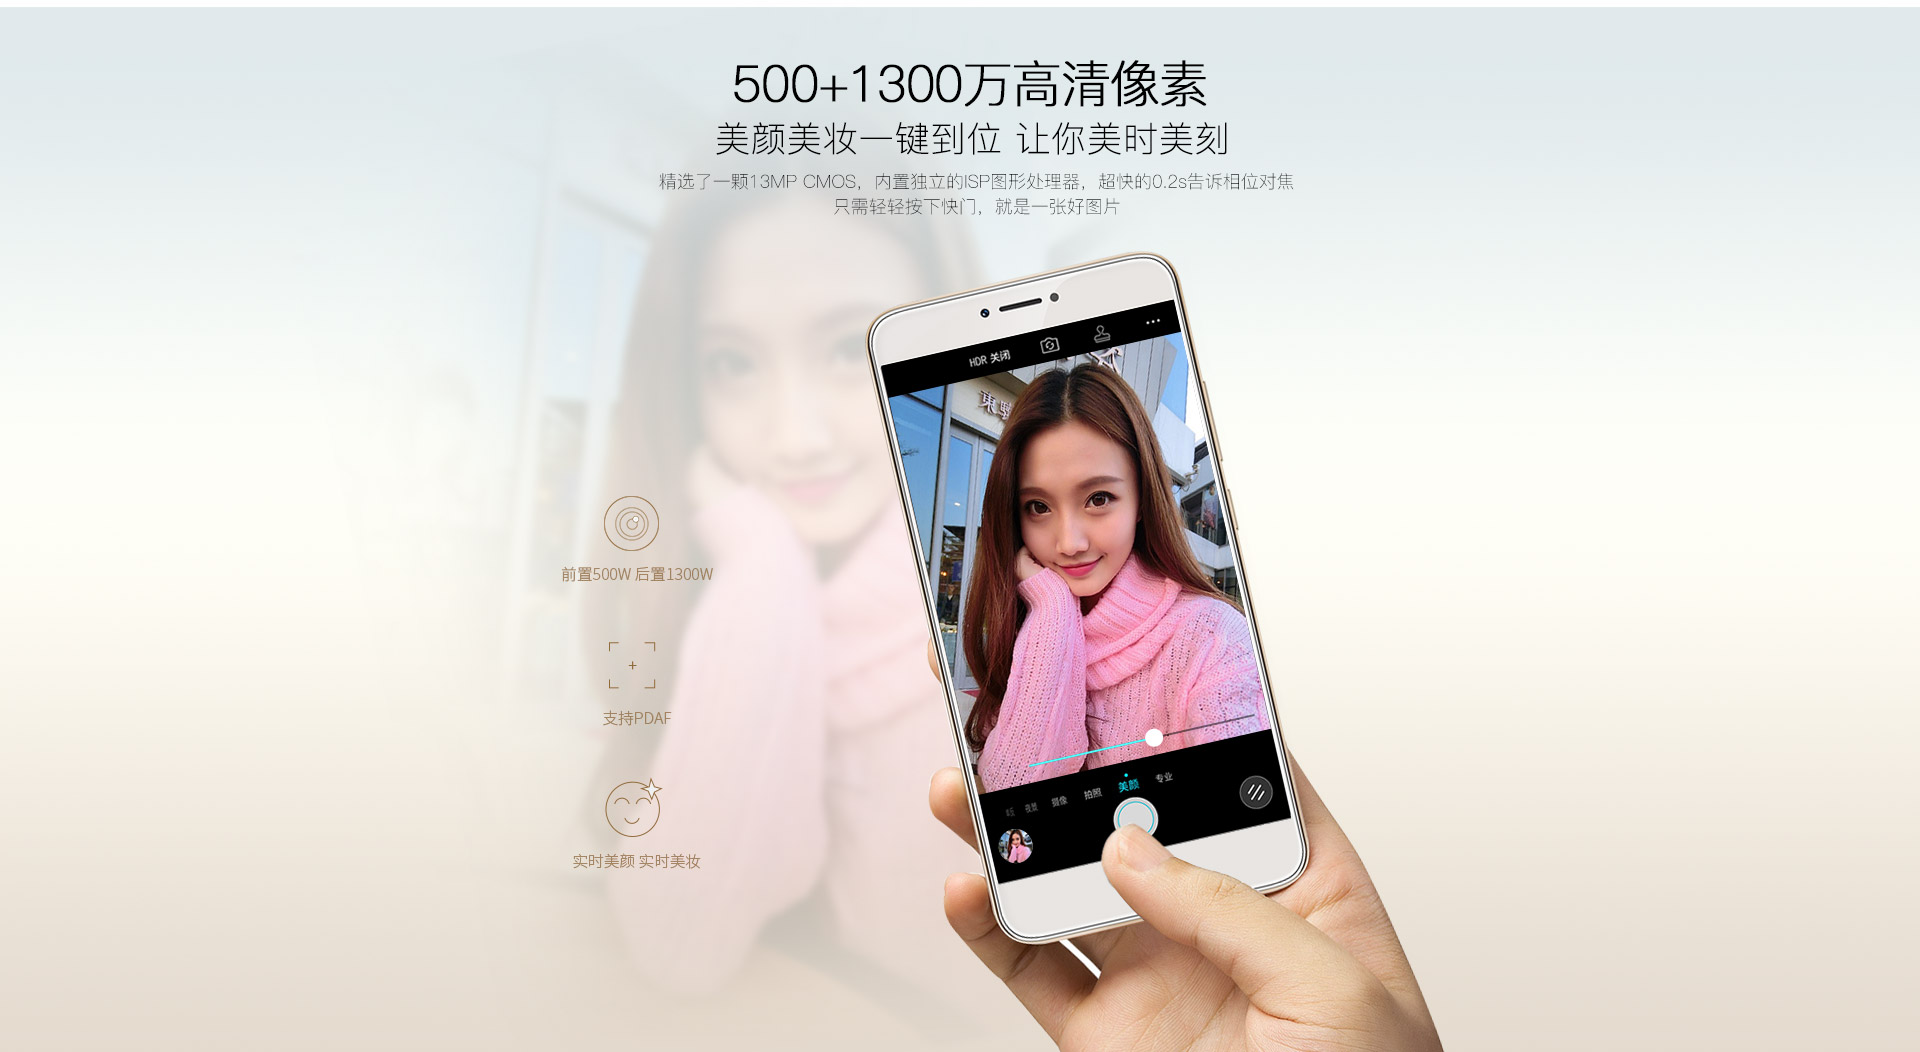 500+1300万高清像素
美颜美妆一键到位 让你美时美刻
精选了一颗13MP CMOS，内置独立的ISP图形处理器，超快的0.2s告诉相位对焦
只需轻轻按下快门，就是一张好图片
HDR 关闭
前置500W 后置1300W
支持PDAF
夜景 摄像 拍照 美颜 专业
实时美颜 实时美妆